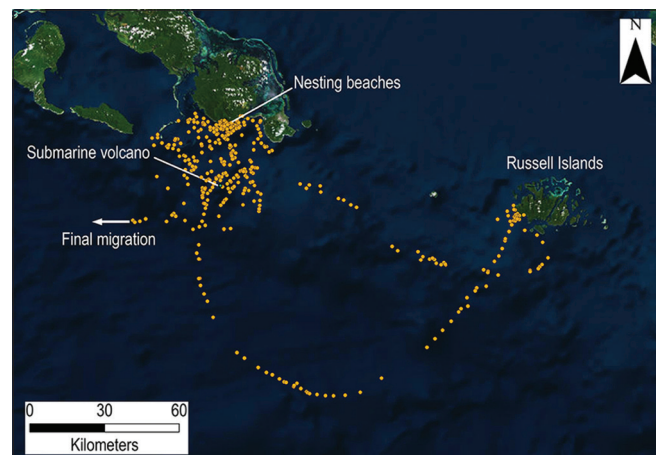 N
Nesting beaches
Submarine volcano
Russell Islands
Final migration
0 30 60
Kilometers